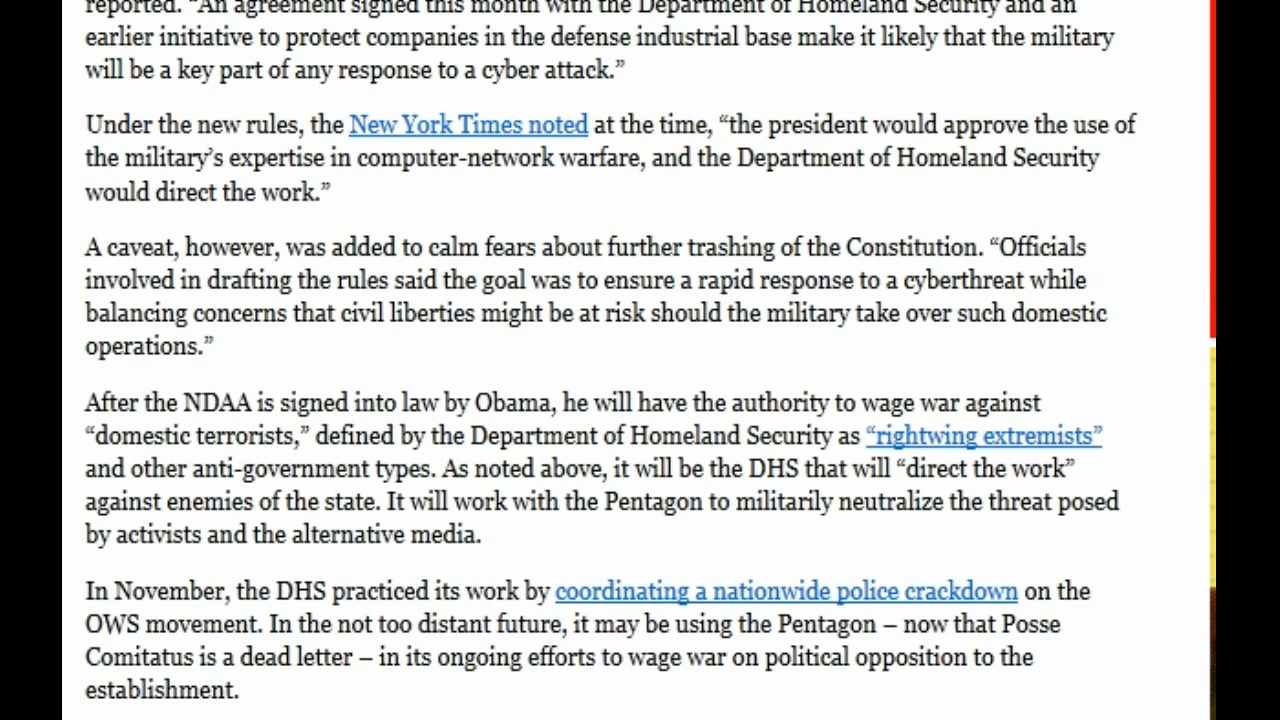 reported. “An agreement signed this month with the Department of Homeland Security and an
earlier initiative to protect companies in the defense industrial base make it likely that the military
will be a key part of any response to a cyber attack.”
Under the new rules, the New York Times noted at the time, “the president would approve the use of
the military’s expertise in computer-network warfare, and the Department of Homeland Security
would direct the work.”
A caveat, however, was added to calm fears about further trashing of the Constitution. “Officials
involved in drafting the rules said the goal was to ensure a rapid response to a cyberthreat while
balancing concerns that civil liberties might be at risk should the military take over such domestic
operations.”
After the NDAA is signed into law by Obama, he will have the authority to wage war against
“domestic terrorists,” defined by the Department of Homeland Security as “rightwing extremists”
and other anti-government types. As noted above, it will be the DHS that will “direct the work”
against enemies of the state. It will work with the Pentagon to militarily neutralize the threat posed
by activists and the alternative media.
In November, the DHS practiced its work by coordinating a nationwide police crackdown on the
OWS movement. In the not too distant future, it may be using the Pentagon – now that Posse
Comitatus is a dead letter – in its ongoing efforts to wage war on political opposition to the
establishment.